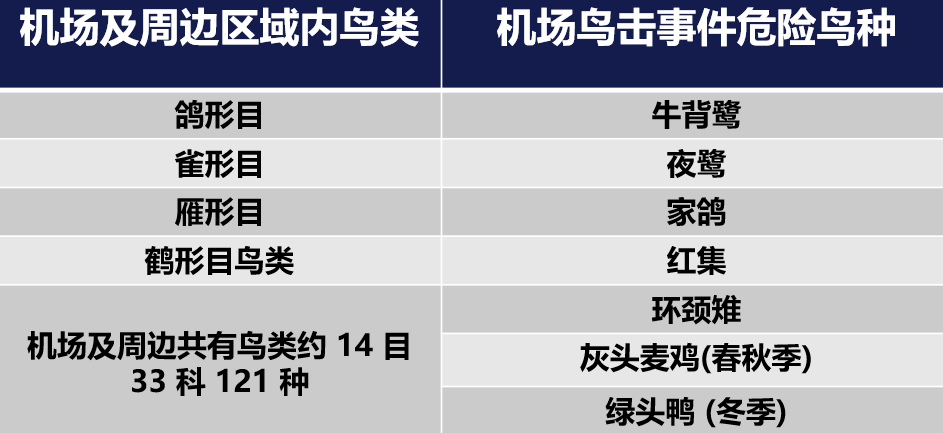 机场及周边区域内鸟类 机场鸟击事件危险鸟种
鸽形目 牛背鹭
雀形目 夜鹭
雁形目 家鸽
鹤形目鸟类 红集
环颈雉
机场及周边共有鸟类约 14 目
33 科 121 种
灰头麦鸡(春秋季)
绿头鸭 (冬季)